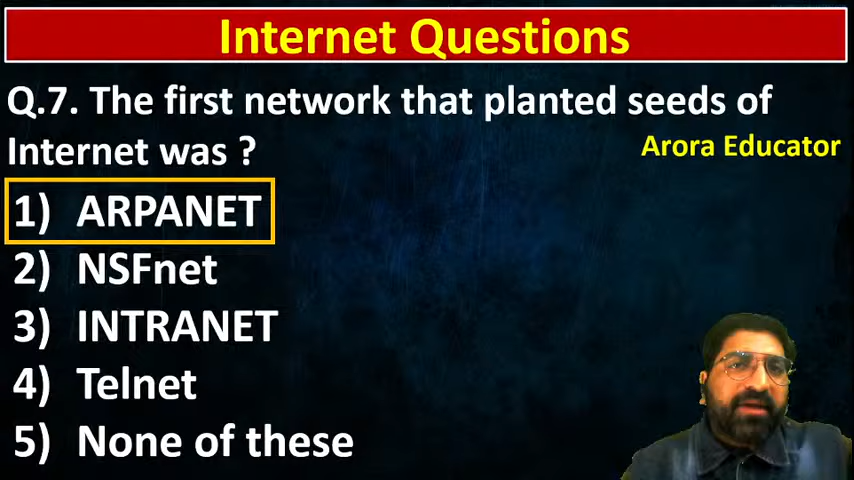 Internet Questions
Q.7. The first network that planted seeds of
Internet was ?
Arora Educator
1) ARPANET
2) NSFnet
3) INTRANET
4) Telnet
5) None of these